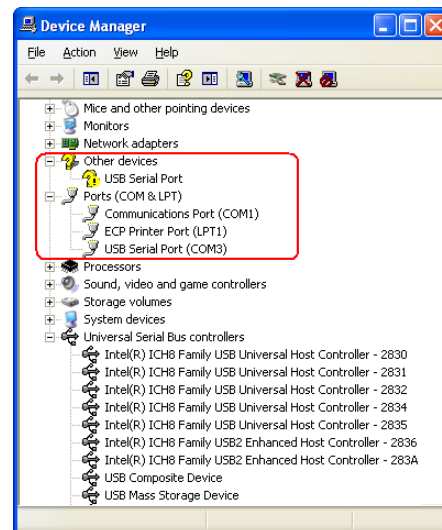 Device Manager
File Action View Help
Mice and other pointing devices
Monitors
Network adapters
Other devices
USB Serial Port
Ports (COM & LPT)
Communications Port (COM1)
ECP Printer Port (LPT1)
USB Serial Port (COM3)
Processors
Sound, video and game controllers
Storage volumes
System devices
Universal Serial Bus controllers
Intel(R) ICH8 Family USB Universal Host Controller - 2830
Intel(R) ICH8 Family USB Universal Host Controller - 2831
Intel(R) ICH8 Family USB Universal Host Controller - 2832
Intel(R) ICH8 Family USB Universal Host Controller - 2834
Intel(R) ICH8 Family USB Universal Host Controller - 2835
Intel(R) ICH8 Family USB2 Enhanced Host Controller - 2836
Intel(R) ICH8 Family USB2 Enhanced Host Controller - 283A
USB Composite Device
USB Mass Storage Device